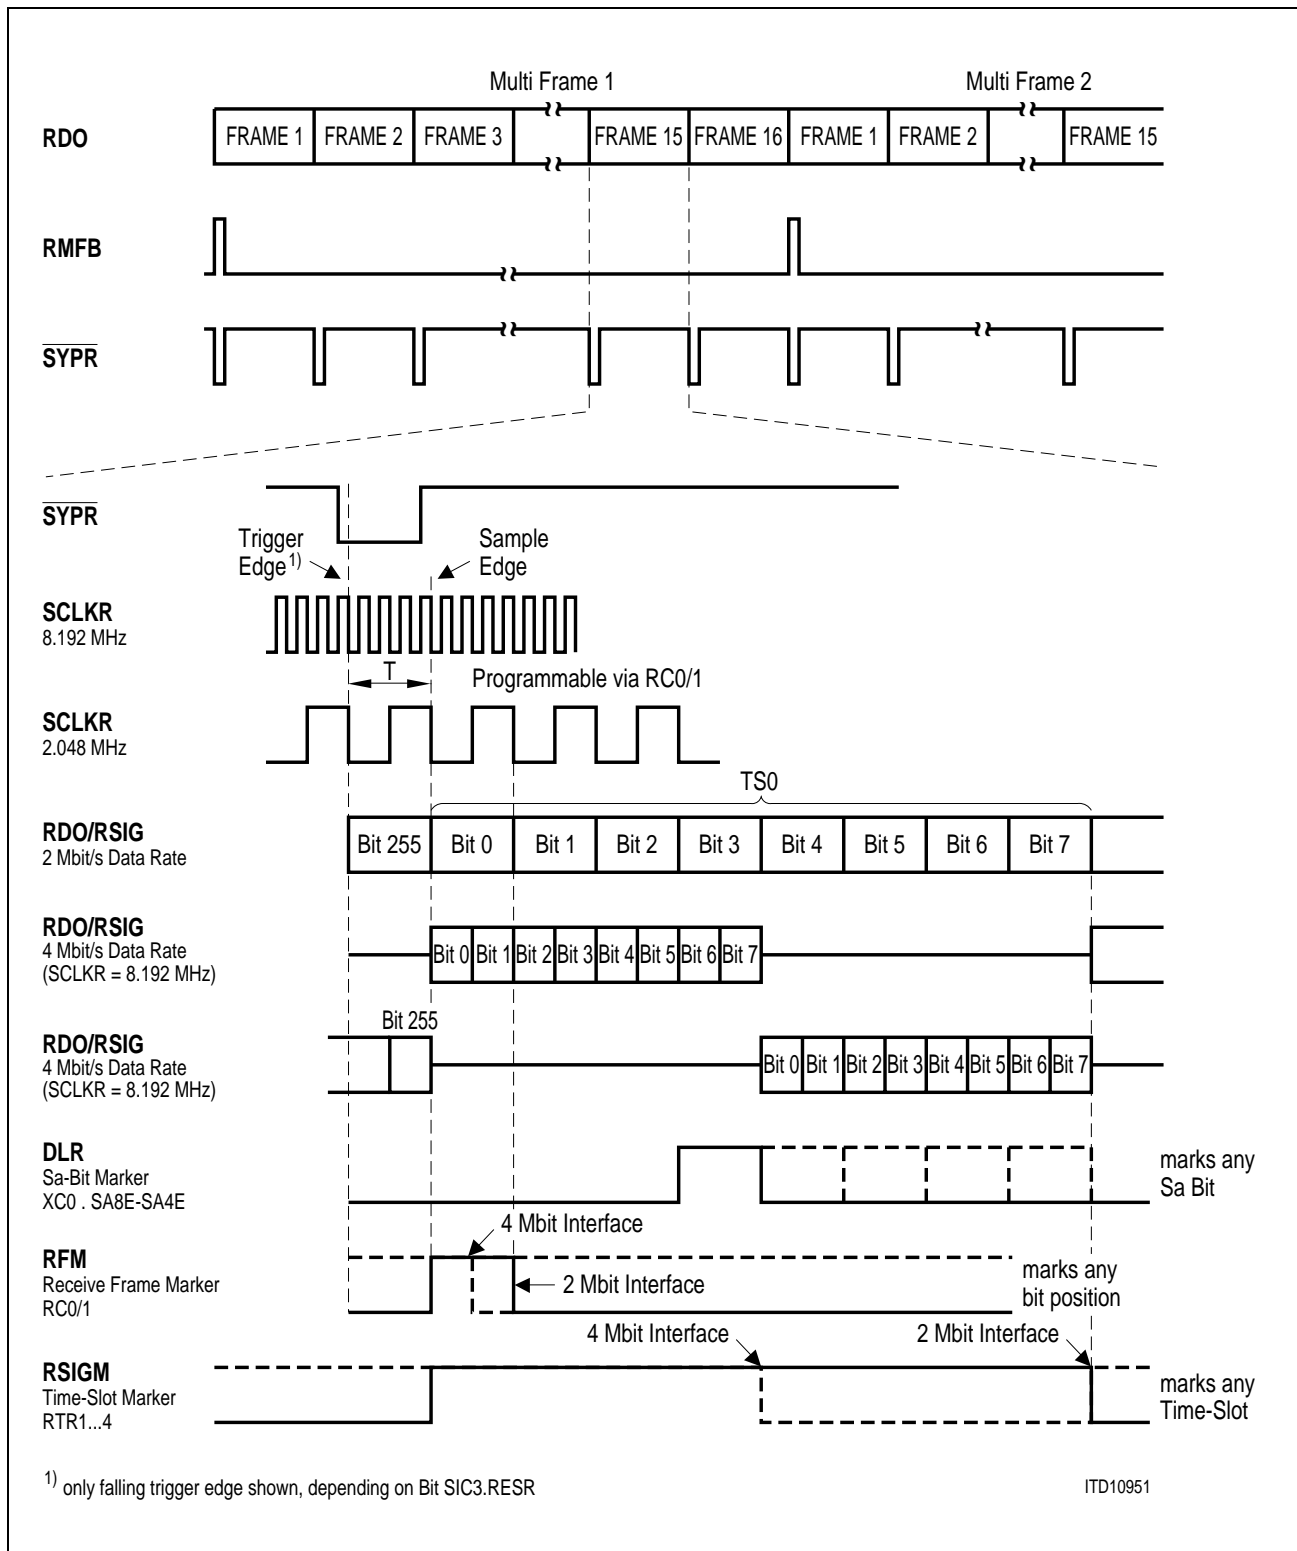 Multi Frame 1 Multi Frame 2
RDO FRAME 1 FRAME 2 FRAME 3 FRAME 15 FRAME 16 FRAME 1 FRAME 2 FRAME 15
RMFB
SYPR
SYPR
Trigger
Edge 1)
Sample
Edge
SCLKR
8.192 MHz
T
Programmable via RC0/1
SCLKR
2.048 MHz
TS0
RDO/RSIG
2 Mbit/s Data Rate
Bit 255 Bit 0 Bit 1 Bit 2 Bit 3 Bit 4 Bit 5 Bit 6 Bit 7
RDO/RSIG
4 Mbit/s Data Rate
(SCLKR = 8.192 MHz)
Bit 0 Bit 1 Bit 2 Bit 3 Bit 4 Bit 5 Bit 6 Bit 7
Bit 255
RDO/RSIG
4 Mbit/s Data Rate
(SCLKR = 8.192 MHz)
Bit 0 Bit 1 Bit 2 Bit 3 Bit 4 Bit 5 Bit 6 Bit 7
DLR
Sa-Bit Marker
XC0 . SA8E-SA4E
marks any
Sa Bit
4 Mbit Interface
RFM
Receive Frame Marker
RC0/1
2 Mbit Interface
marks any
bit position
4 Mbit Interface 2 Mbit Interface
RSIGM
Time-Slot Marker
RTR1...4
marks any
Time-Slot
1) only falling trigger edge shown, depending on Bit SIC3.RESR
ITD10951